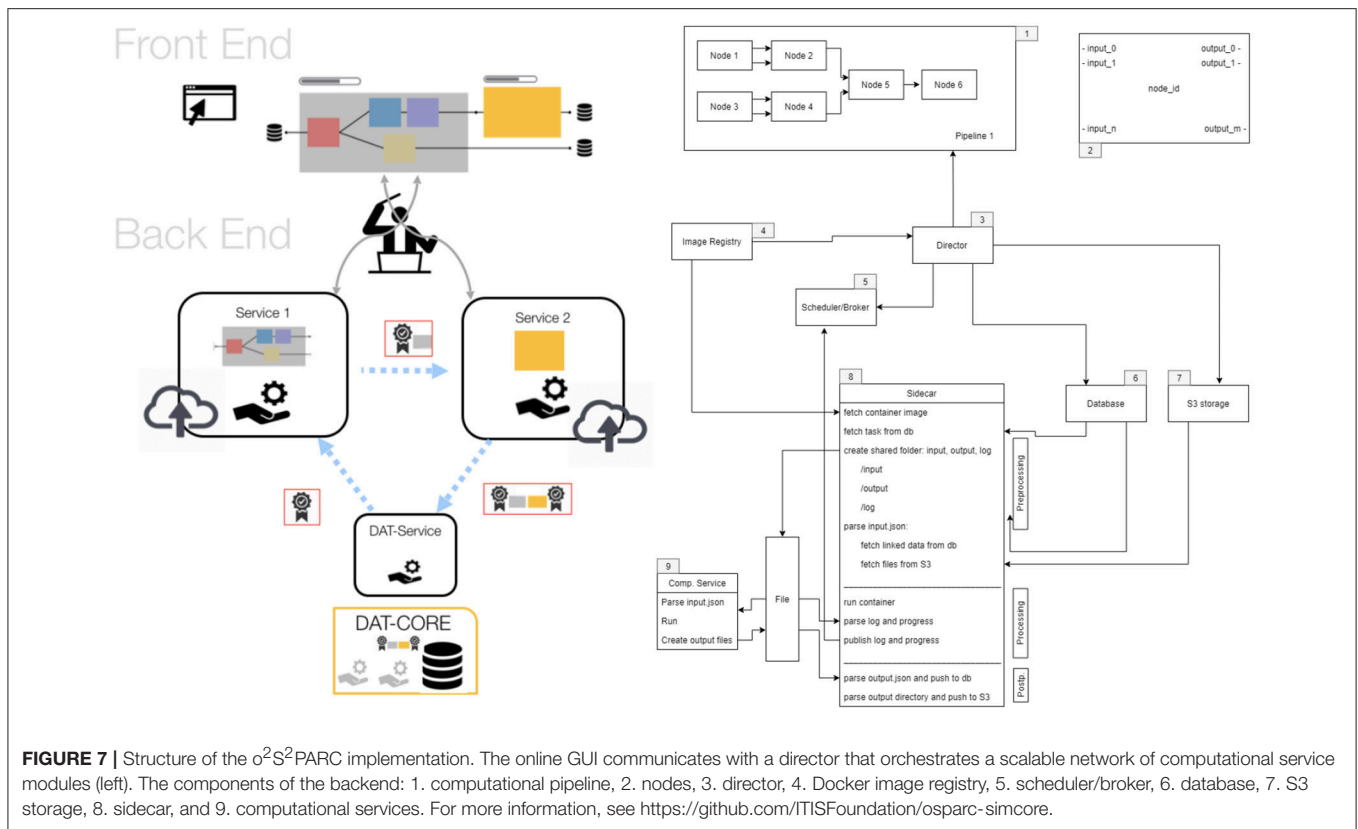 Front End
Back End
Service 1
Service 2
DAT-Service
DAT-CORE
1
Node 1
Node 2
Node 3
Node 4
Node 5
Node 6
Pipeline 1
- input_0
output_0 -
- input_1
output_1 -
node_id
- input_n
output_m -
2
3
Director
4
Image Registry
5
Scheduler/Broker
6
Database
7
S3 storage
8
Sidecar
fetch container image
fetch task from db
create shared folder: input, output, log
/input
/output
/log
parse input.json:
fetch linked data from db
fetch files from S3
run container
parse log and progress
publish log and progress
parse output.json and push to db
parse output directory and push to S3
Preprocessing
Processing
Postp.
File
9
Comp. Service
Parse input.json
Run
Create output files
FIGURE 7 | Structure of the o²S²PARC implementation. The online GUI communicates with a director that orchestrates a scalable network of computational service
modules (left). The components of the backend: 1. computational pipeline, 2. nodes, 3. director, 4. Docker image registry, 5. scheduler/broker, 6. database, 7. S3
storage, 8. sidecar, and 9. computational services. For more information, see https://github.com/ITISFoundation/osparc-simcore.